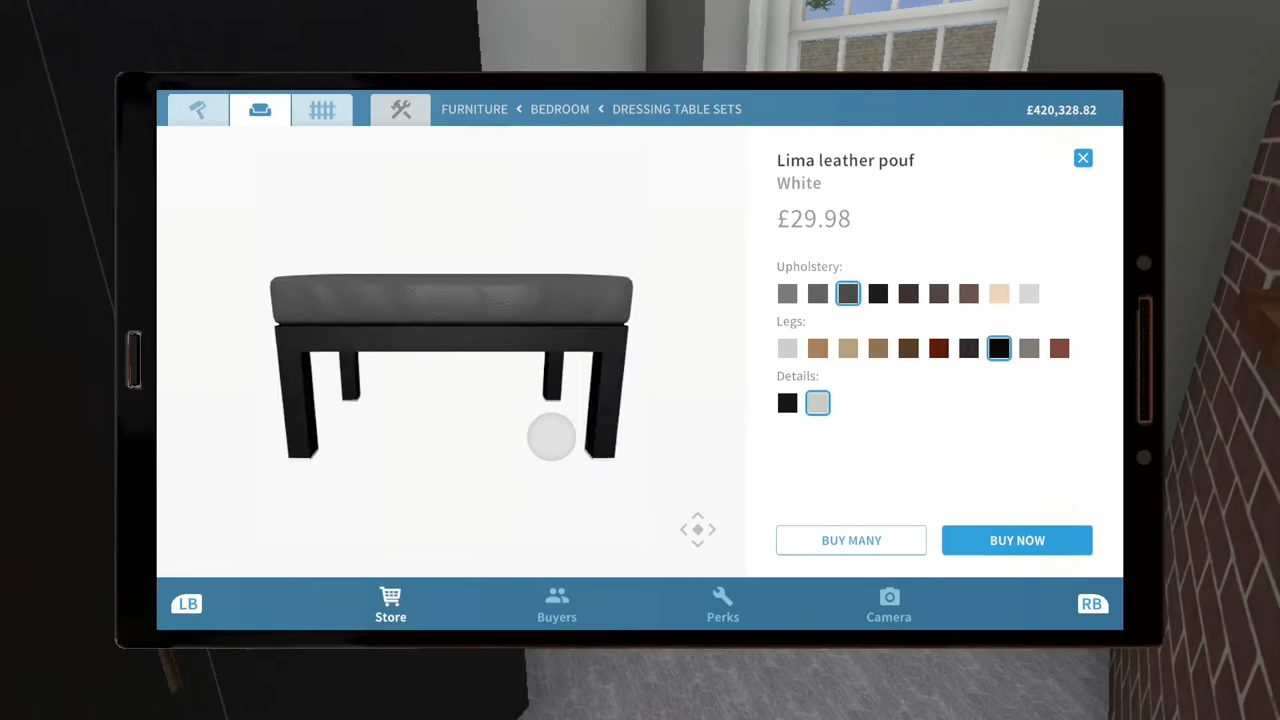 FURNITURE < BEDROOM < DRESSING TABLE SETS
£420,328.82
Lima leather pouf
White
£29.98
Upholstery:
Legs:
Details:
BUY MANY
BUY NOW
LB
Store
Buyers
Perks
Camera
RB